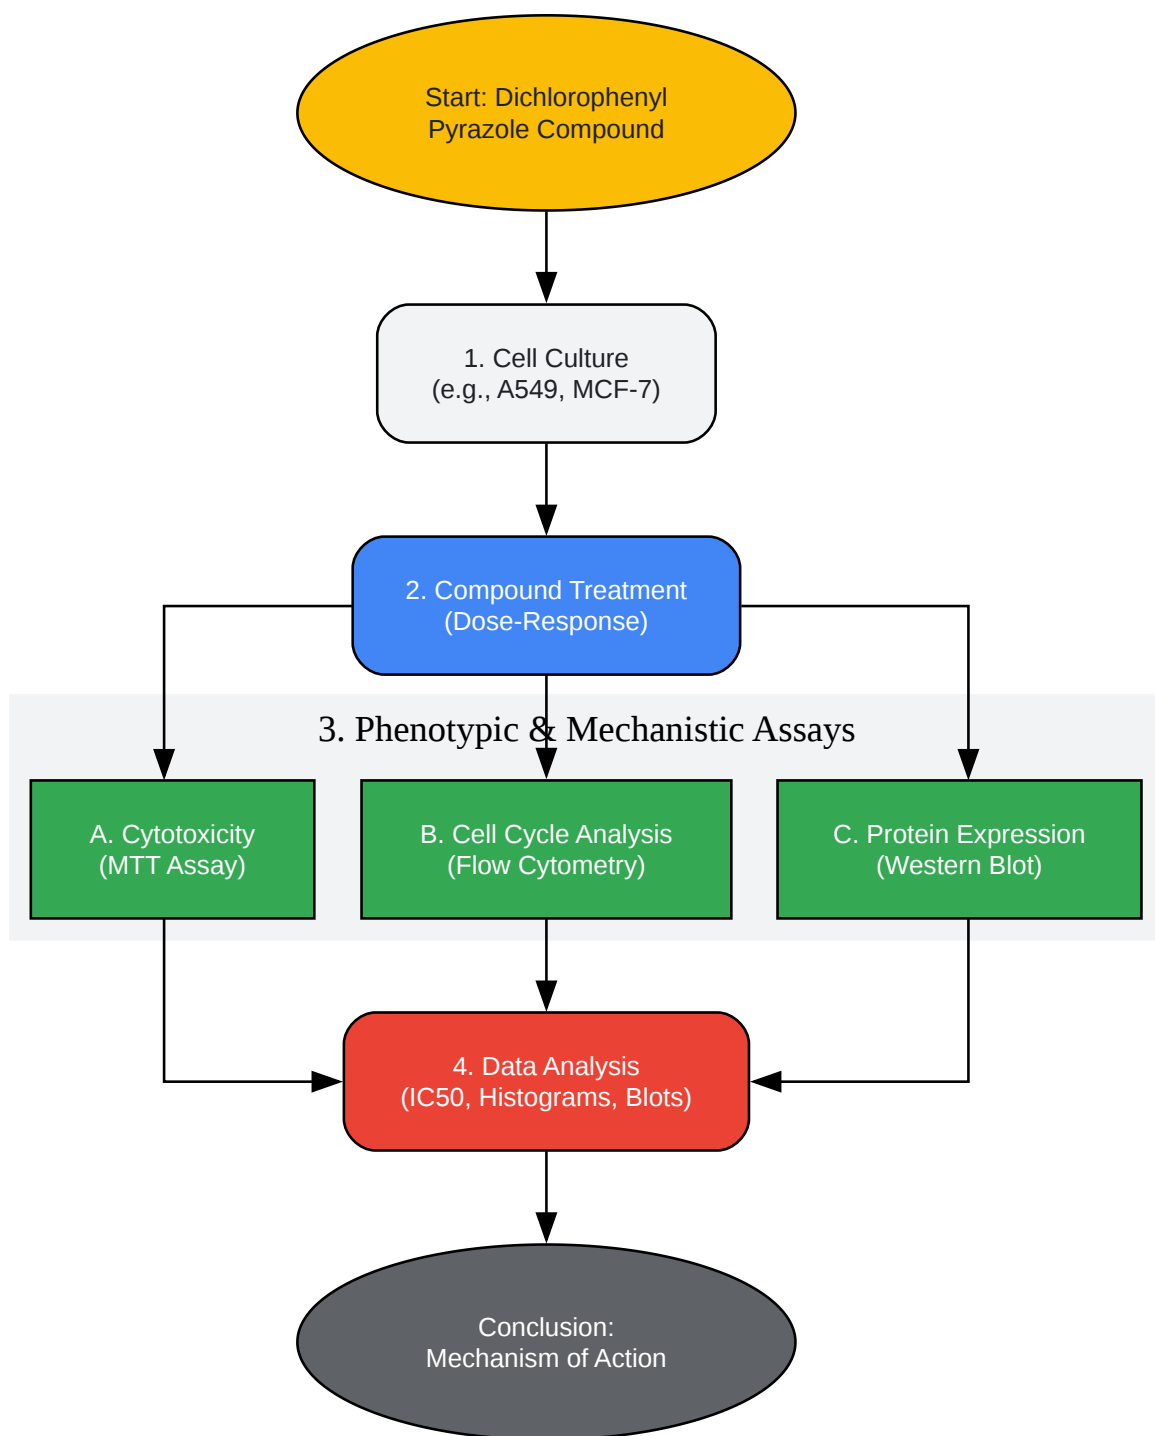 Start: Dichlorophenyl
Pyrazole Compound
1. Cell Culture
(e.g., A549, MCF-7)
2. Compound Treatment
(Dose-Response)
3. Phenotypic & Mechanistic Assays
A. Cytotoxicity
(MTT Assay)
B. Cell Cycle Analysis
(Flow Cytometry)
C. Protein Expression
(Western Blot)
4. Data Analysis
(IC50, Histograms, Blots)
Conclusion:
Mechanism of Action